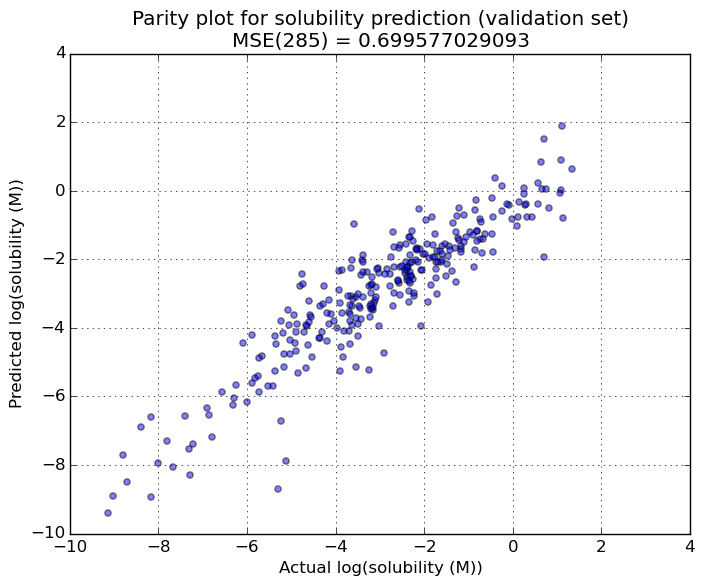 Parity plot for solubility prediction (validation set)
MSE(285) = 0.699577029093
4
2
0
−2
−4
−6
−8
−10
Predicted log(solubility (M))
−10 −8 −6 −4 −2 0 2 4
Actual log(solubility (M))